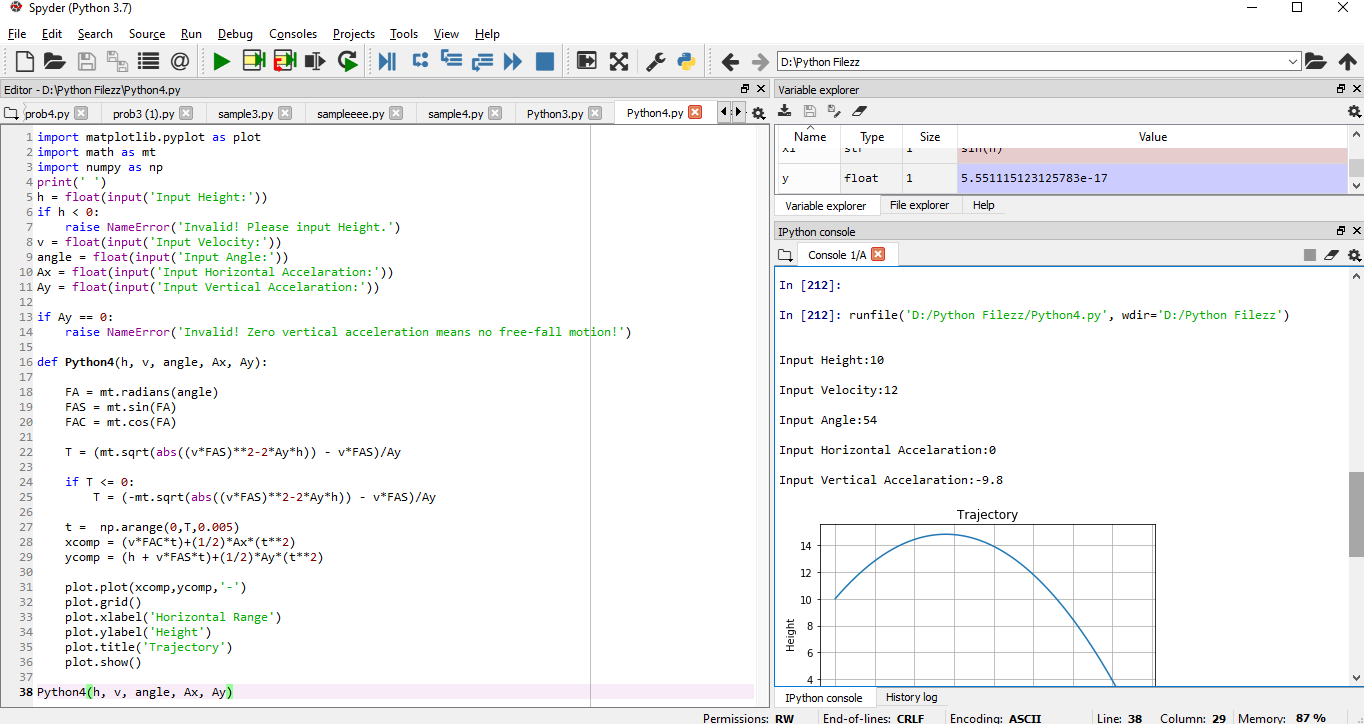 Spyder (Python 3.7)
File Edit Search Source Run Debug Consoles Projects Tools View Help
D:\Python Filezz
Editor - D:\Python Filezz\Python4.py
prob4.py prob3 (1).py sample3.py sampleeee.py sample4.py Python3.py Python4.py
1 import matplotlib.pyplot as plot
2 import math as mt
3 import numpy as np
4 print(' ')
5 h = float(input('Input Height:'))
6 if h < 0:
7     raise NameError('Invalid! Please input Height.')
8 v = float(input('Input Velocity:'))
9 angle = float(input('Input Angle:'))
10 Ax = float(input('Input Horizontal Accelaration:'))
11 Ay = float(input('Input Vertical Accelaration:'))
12
13 if Ay == 0:
14     raise NameError('Invalid! Zero vertical acceleration means no free-fall motion!')
15
16 def Python4(h, v, angle, Ax, Ay):
17
18     FA = mt.radians(angle)
19     FAS = mt.sin(FA)
20     FAC = mt.cos(FA)
21
22     T = (mt.sqrt(abs((v*FAS)**2-2*Ay*h)) - v*FAS)/Ay
23
24     if T <= 0:
25         T = (-mt.sqrt(abs((v*FAS)**2-2*Ay*h)) - v*FAS)/Ay
26
27     t =  np.arange(0,T,0.005)
28     xcomp = (v*FAC*t)+(1/2)*Ax*(t**2)
29     ycomp = (h + v*FAS*t)+(1/2)*Ay*(t**2)
30
31     plot.plot(xcomp,ycomp,'-')
32     plot.grid()
33     plot.xlabel('Horizontal Range')
34     plot.ylabel('Height')
35     plot.title('Trajectory')
36     plot.show()
37
38 Python4(h, v, angle, Ax, Ay)
Variable explorer
Name Type Size Value
x1 str 1 sin(h)
y float 1 5.551115123125783e-17
Variable explorer File explorer Help
IPython console
Console 1/A
In [212]:
In [212]: runfile('D:/Python Filezz/Python4.py', wdir='D:/Python Filezz')
Input Height:10
Input Velocity:12
Input Angle:54
Input Horizontal Accelaration:0
Input Vertical Accelaration:-9.8
Trajectory
14
12
10
8
6
4
Height
IPython console History log
Permissions: RW End-of-lines: CRLF Encoding: ASCII Line: 38 Column: 29 Memory: 87 %